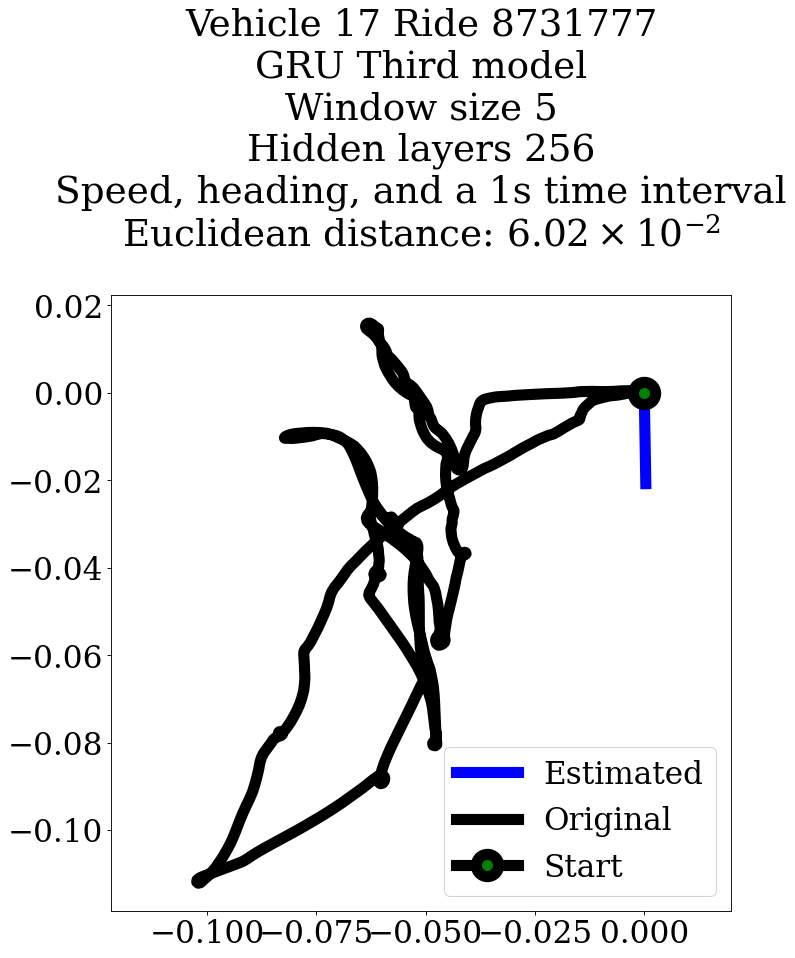 Vehicle 17 Ride 8731777
GRU Third model
Window size 5
Hidden layers 256
Speed, heading, and a 1s time interval
Euclidean distance: 6.02 × 10⁻²
0.02
0.00
−0.02
−0.04
−0.06
−0.08
−0.10
Estimated
Original
Start
−0.100 −0.075 −0.050 −0.025 0.000